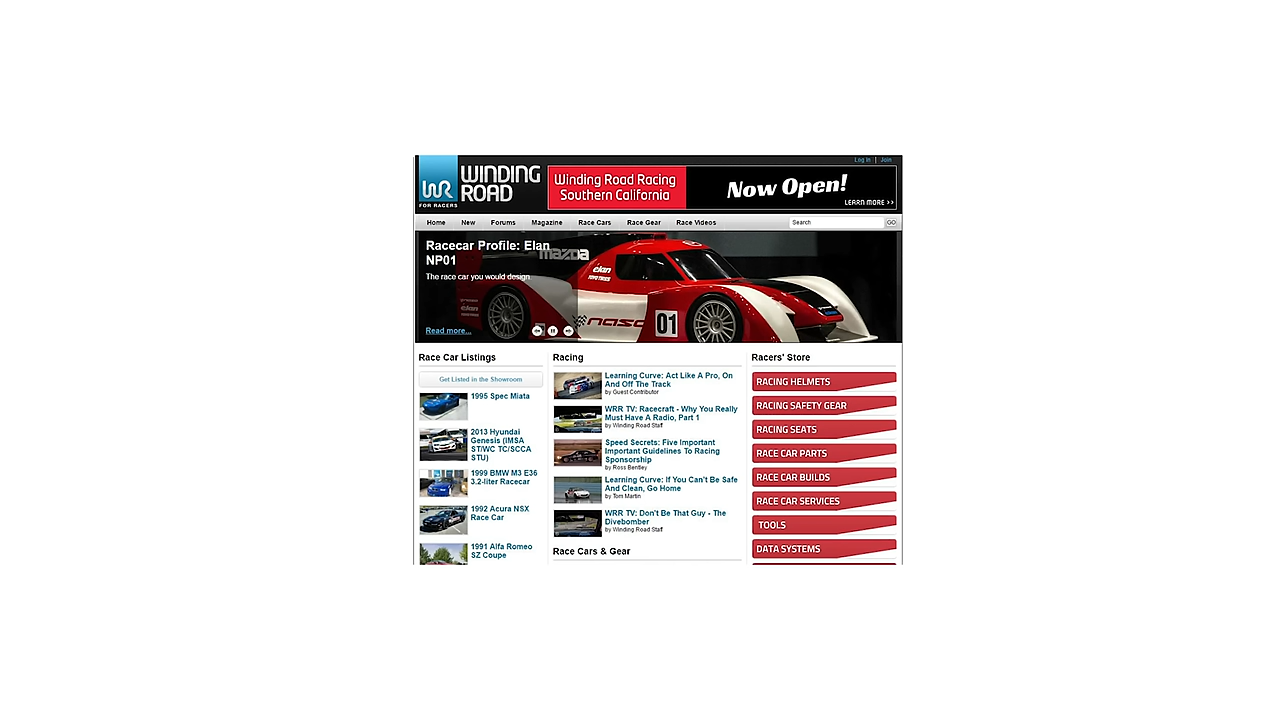 Log In | Join
WR
FOR RACERS
WINDING
ROAD
Winding Road Racing
Southern California
Now Open!
LEARN MORE >>
Home New Forums Magazine Race Cars Race Gear Race Videos
Search GO
Racecar Profile: Elan
NP01
The race car you would design
Read more...
mazda
elan
nasa
01
Race Car Listings
Get Listed in the Showroom
1995 Spec Miata
2013 Hyundai
Genesis (IMSA
ST/WC TC/SCCA
STU)
1999 BMW M3 E36
3.2-liter Racecar
1992 Acura NSX
Race Car
1991 Alfa Romeo
SZ Coupe
Racing
Learning Curve: Act Like A Pro, On
And Off The Track
by Guest Contributor
WRR TV: Racecraft - Why You Really
Must Have A Radio, Part 1
by Winding Road Staff
Speed Secrets: Five Important
Important Guidelines To Racing
Sponsorship
by Ross Bentley
Learning Curve: If You Can't Be Safe
And Clean, Go Home
by Tom Martin
WRR TV: Don't Be That Guy - The
Divebomber
by Winding Road Staff
Race Cars & Gear
Racers' Store
RACING HELMETS
RACING SAFETY GEAR
RACING SEATS
RACE CAR PARTS
RACE CAR BUILDS
RACE CAR SERVICES
TOOLS
DATA SYSTEMS